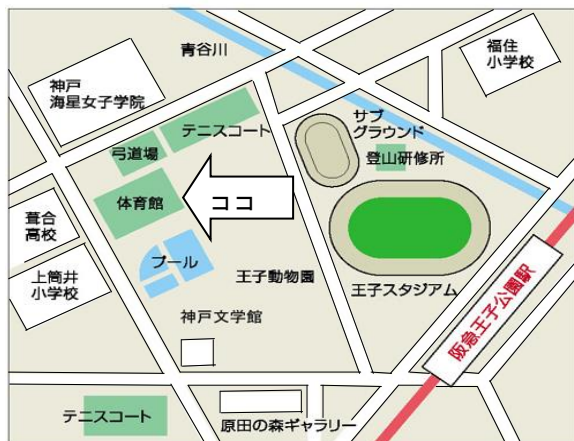 青谷川
福住
小学校
神戸
海星女子学院
テニスコート
サブ
グラウンド
弓道場
登山研修所
体育館
ココ
葺合
高校
プール
王子動物園
上筒井
小学校
王子スタジアム
神戸文学館
阪急王子公園駅
テニスコート
原田の森ギャラリー